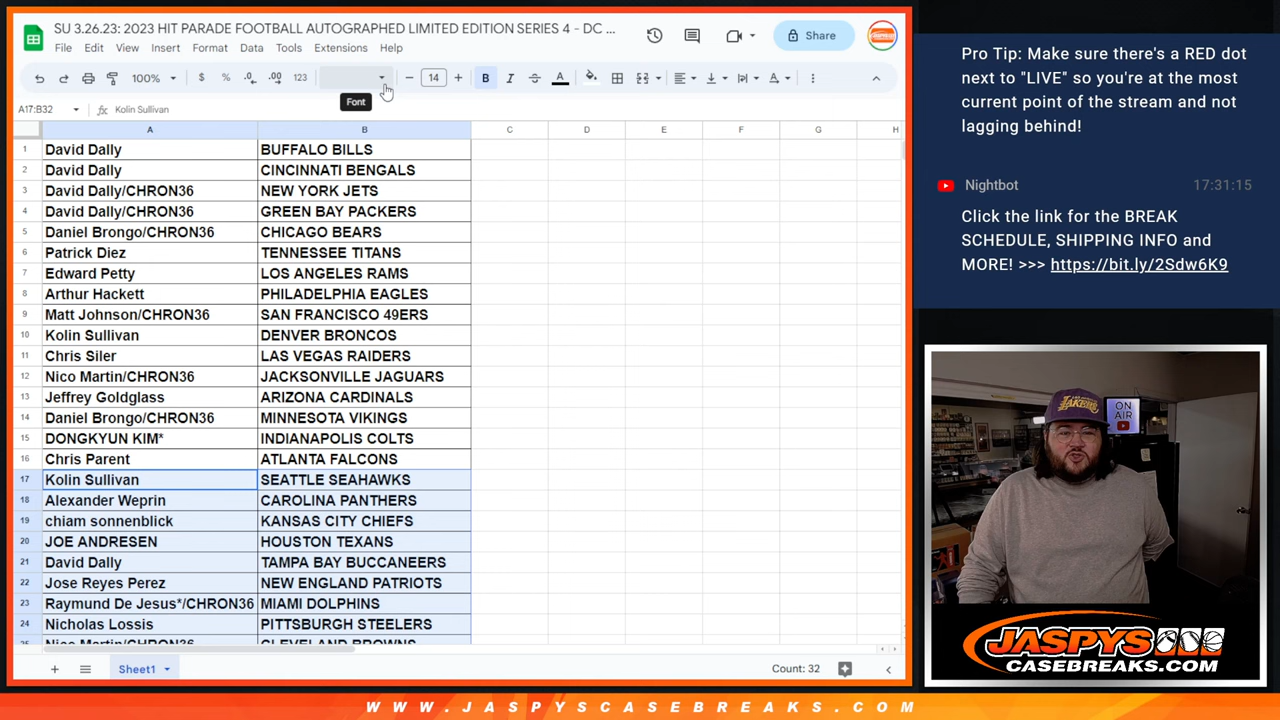 SU 3.26.23: 2023 HIT PARADE FOOTBALL AUTOGRAPHED LIMITED EDITION SERIES 4 - DC ...
File Edit View Insert Format Data Tools Extensions Help
Share
100% $ % .0 .00 123 14 B I A
Font
A17:B32 fx Kolin Sullivan
A B C D E F G H
1 David Dally BUFFALO BILLS
2 David Dally CINCINNATI BENGALS
3 David Dally/CHRON36 NEW YORK JETS
4 David Dally/CHRON36 GREEN BAY PACKERS
5 Daniel Brongo/CHRON36 CHICAGO BEARS
6 Patrick Diez TENNESSEE TITANS
7 Edward Petty LOS ANGELES RAMS
8 Arthur Hackett PHILADELPHIA EAGLES
9 Matt Johnson/CHRON36 SAN FRANCISCO 49ERS
10 Kolin Sullivan DENVER BRONCOS
11 Chris Siler LAS VEGAS RAIDERS
12 Nico Martin/CHRON36 JACKSONVILLE JAGUARS
13 Jeffrey Goldglass ARIZONA CARDINALS
14 Daniel Brongo/CHRON36 MINNESOTA VIKINGS
15 DONGKYUN KIM* INDIANAPOLIS COLTS
16 Chris Parent ATLANTA FALCONS
17 Kolin Sullivan SEATTLE SEAHAWKS
18 Alexander Weprin CAROLINA PANTHERS
19 chiam sonnenblick KANSAS CITY CHIEFS
20 JOE ANDRESEN HOUSTON TEXANS
21 David Dally TAMPA BAY BUCCANEERS
22 Jose Reyes Perez NEW ENGLAND PATRIOTS
23 Raymund De Jesus*/CHRON36 MIAMI DOLPHINS
24 Nicholas Lossis PITTSBURGH STEELERS
25 Nico Martin/CHRON36 CLEVELAND BROWNS
Sheet1
Count: 32
Pro Tip: Make sure there's a RED dot
next to "LIVE" so you're at the most
current point of the stream and not
lagging behind!
Nightbot 17:31:15
Click the link for the BREAK
SCHEDULE, SHIPPING INFO and
MORE! >>> https://bit.ly/2Sdw6K9
LAKERS
ON
AIR
JASPYS
CASEBREAKS.COM
WWW.JASPYSCASEBREAKS.COM